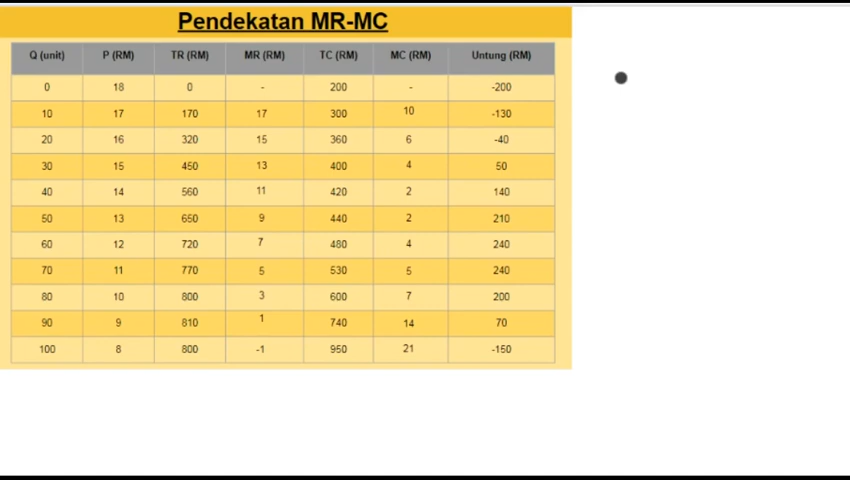 Pendekatan MR-MC
Q (unit) P (RM) TR (RM) MR (RM) TC (RM) MC (RM) Untung (RM)
0 18 0 - 200 - -200
10 17 170 17 300 10 -130
20 16 320 15 360 6 -40
30 15 450 13 400 4 50
40 14 560 11 420 2 140
50 13 650 9 440 2 210
60 12 720 7 480 4 240
70 11 770 5 530 5 240
80 10 800 3 600 7 200
90 9 810 1 740 14 70
100 8 800 -1 950 21 -150